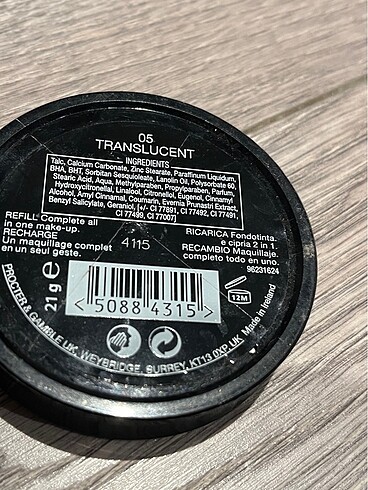 05
TRANSLUCENT
INGREDIENTS
Talc, Calcium Carbonate, Zinc Stearate, Paraffinum Liquidum,
BHA, BHT, Sorbitan Sesquioleate, Lanolin Oil, Polysorbate 60,
Stearic Acid, Aqua, Methylparaben, Propylparaben, Parfum,
Hydroxycitronellal, Linalool, Citronellol, Eugenol, Cinnamyl
Alcohol, Amyl Cinnamal, Coumarin, Evernia Prunastri Extract,
Benzyl Salicylate, Geraniol, [+/- CI 77891, CI 77492, CI 77491,
CI 77499, CI 77007]
REFILL Complete all
in one make-up.
RECHARGE
Un maquillage complet
en un seul geste.
4115
RICARICA Fondotinta.
e cipria 2 in 1.
RECAMBIO Maquillaje.
completo todo en uno.
96231624
21 g e
<5088 4315>
12M
Made in Ireland
PROCTER & GAMBLE UK, WEYBRIDGE, SURREY, KT13 0XP, UK